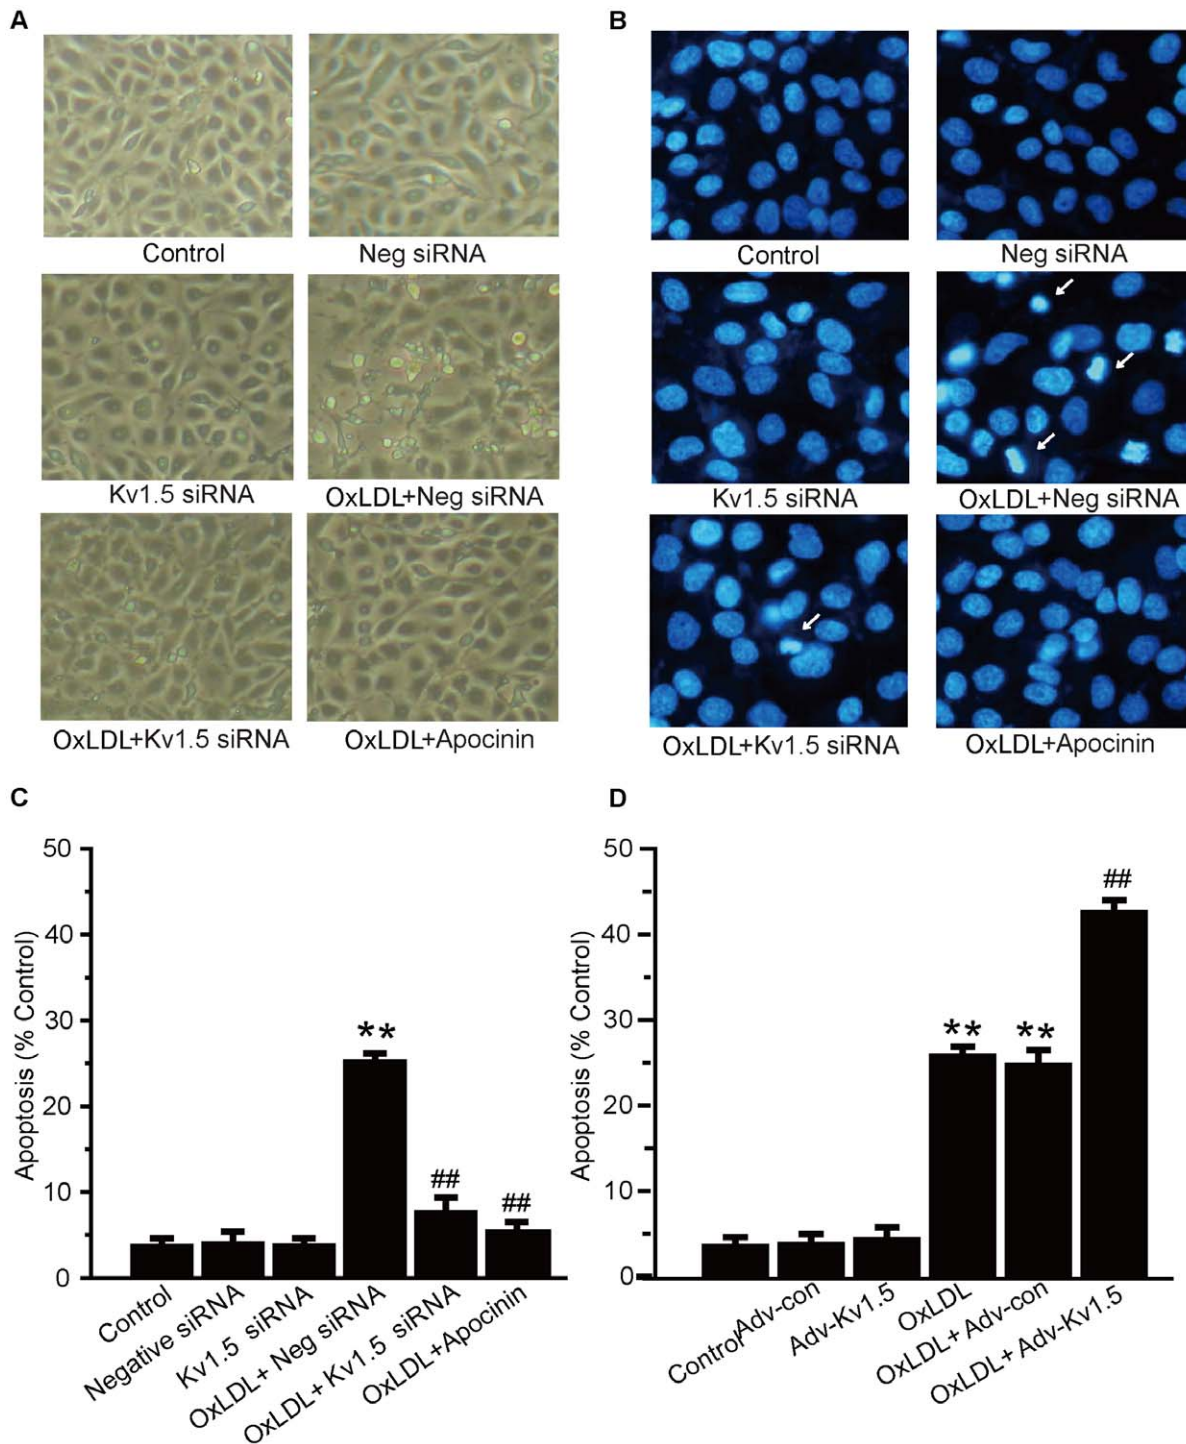 A
B
Control
Neg siRNA
Control
Neg siRNA
Kv1.5 siRNA
OxLDL+Neg siRNA
Kv1.5 siRNA
OxLDL+Neg siRNA
OxLDL+Kv1.5 siRNA
OxLDL+Apocinin
OxLDL+Kv1.5 siRNA
OxLDL+Apocinin
C
Apoptosis (% Control)
50
40
30
20
10
0
**
##
##
Control
Negative siRNA
Kv1.5 siRNA
OxLDL+ Neg siRNA
OxLDL+ Kv1.5 siRNA
OxLDL+Apocinin
D
Apoptosis (% Control)
50
40
30
20
10
0
**
**
##
Control
Adv-con
Adv-Kv1.5
OxLDL
OxLDL+ Adv-con
OxLDL+ Adv-Kv1.5